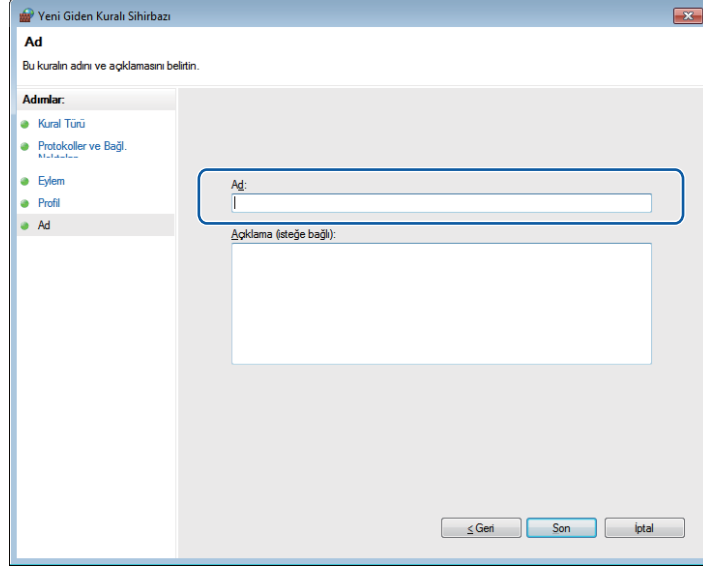 Yeni Giden Kuralı Sihirbazı
Ad
Bu kuralın adını ve açıklamasını belirtin.
Adımlar:
Kural Türü
Protokoller ve Bağl.
Eylem
Profil
Ad
Ad:
Açıklama (isteğe bağlı):
< Geri
Son
İptal